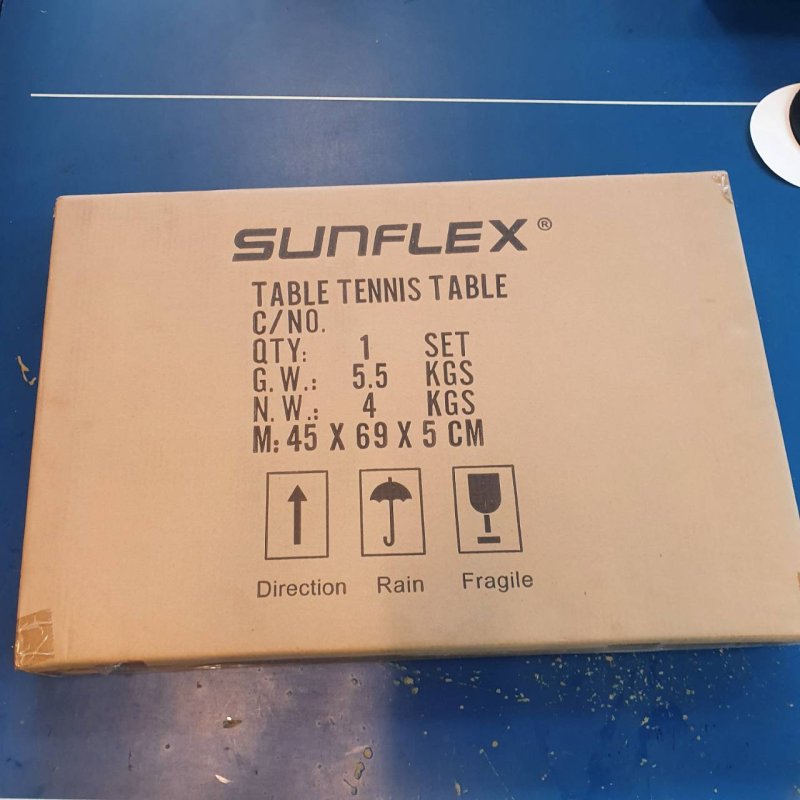 SUNFLEX®
TABLE TENNIS TABLE
C/NO.
QTY: 1 SET
G.W.: 5.5 KGS
N.W.: 4 KGS
M: 45 X 69 X 5 CM
Direction Rain Fragile